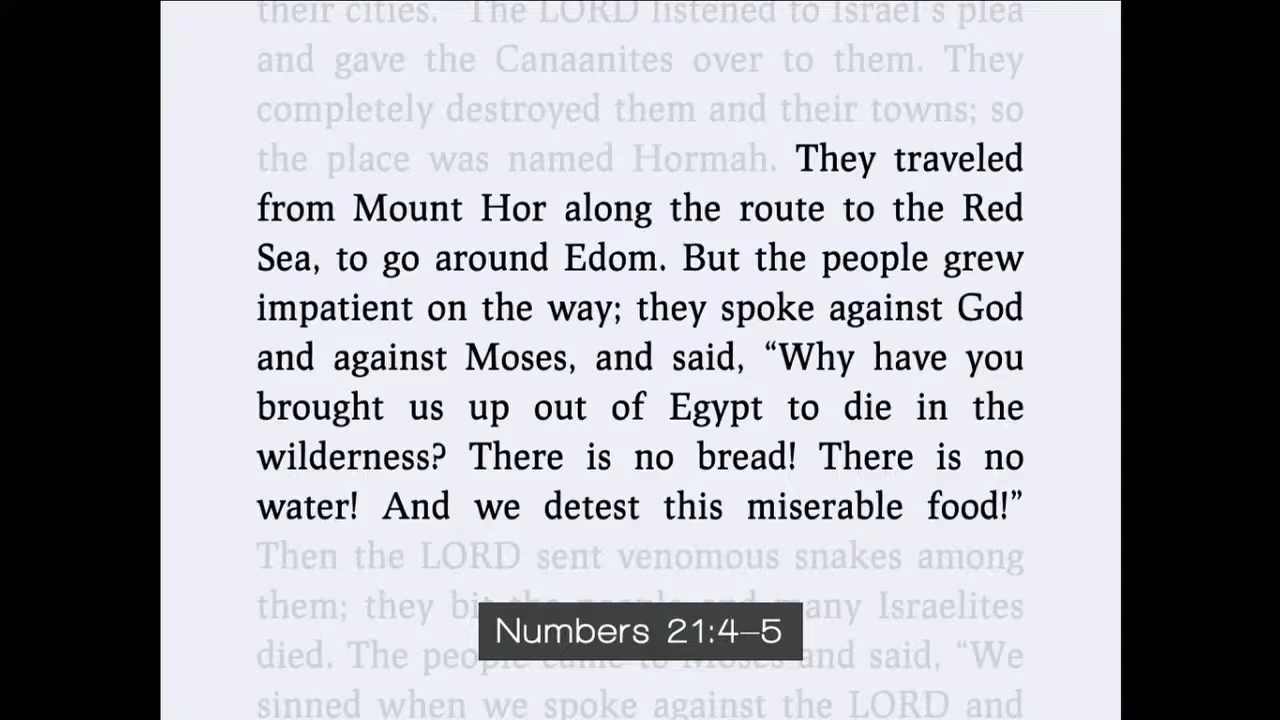 their cities. The LORD listened to Israel's plea
and gave the Canaanites over to them. They
completely destroyed them and their towns; so
the place was named Hormah. They traveled
from Mount Hor along the route to the Red
Sea, to go around Edom. But the people grew
impatient on the way; they spoke against God
and against Moses, and said, “Why have you
brought us up out of Egypt to die in the
wilderness? There is no bread! There is no
water! And we detest this miserable food!”
Then the LORD sent venomous snakes among
them; they bit the people and many Israelites
Numbers 21:4–5
died. The people came to Moses and said, “We
sinned when we spoke against the LORD and